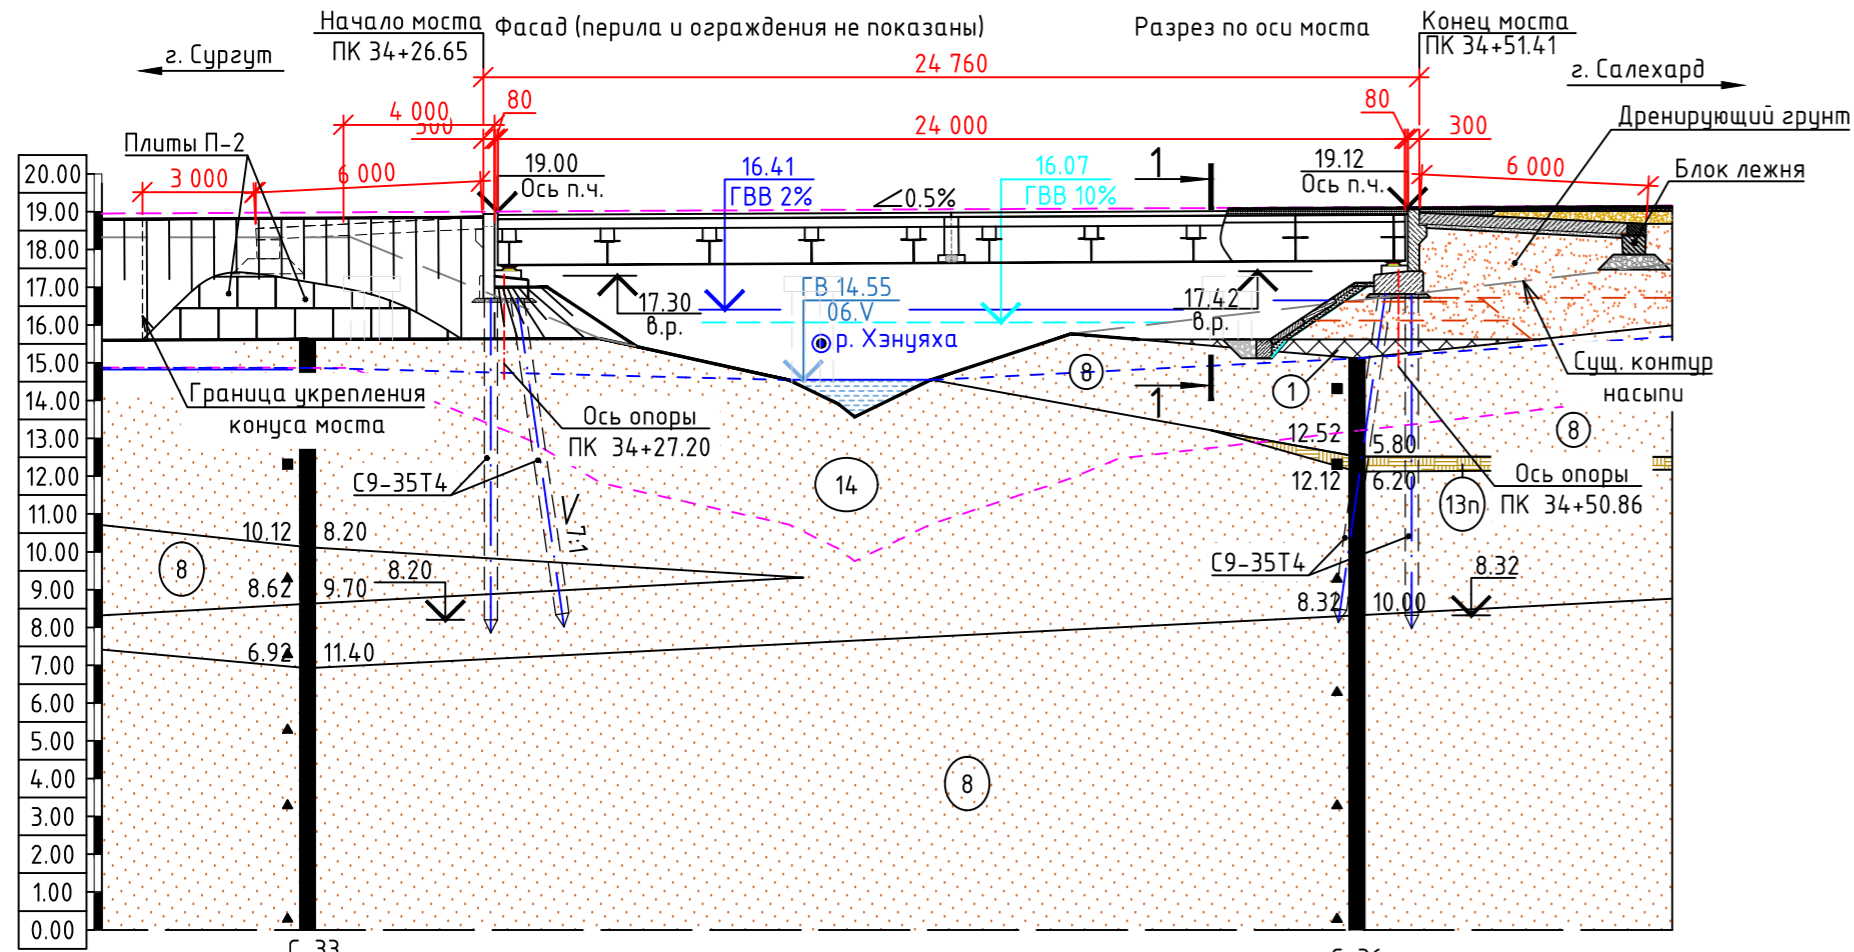 Начало моста
ПК 34+26.65
Фасад (перила и ограждения не показаны)
Разрез по оси моста
Конец моста
ПК 34+51.41
г. Сургут
24 760
г. Салехард
4 000
300
80
24 000
80
300
Дренирующий грунт
Плиты П-2
3 000
6 000
19.00
Ось п.ч.
16.41
ГВВ 2%
0.5%
16.07
ГВВ 10%
1
19.12
Ось п.ч.
6 000
Блок лежня
20.00
19.00
18.00
17.00
16.00
15.00
14.00
13.00
12.00
11.00
10.00
9.00
8.00
7.00
6.00
5.00
4.00
3.00
2.00
1.00
0.00
17.30
в.р.
ГВ 14.55
06.V
р. Хэнуяха
17.42
в.р.
8
1
1
Сущ. контур
насыпи
Граница укрепления
конуса моста
Ось опоры
ПК 34+27.20
С9-35Т4
7:1
14
12.52
5.80
12.12
6.20
8
13п
Ось опоры
ПК 34+50.86
10.12
8.20
8
8.62
9.70
8.20
С9-35Т4
8.32
8.32
10.00
6.92
11.40
8
С-33